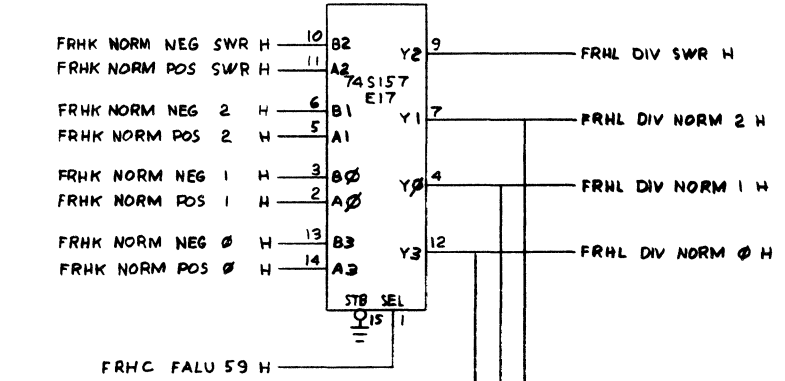 FRHK NORM NEG SWR H 10 B2
FRHK NORM POS SWR H 11 A2
Y2 9 FRHL DIV SWR H
74S157
E17
FRHK NORM NEG 2 H 6 B1
FRHK NORM POS 2 H 5 A1
Y1 7 FRHL DIV NORM 2 H
FRHK NORM NEG 1 H 3 BØ
FRHK NORM POS 1 H 2 AØ
YØ 4 FRHL DIV NORM 1 H
FRHK NORM NEG Ø H 13 B3
FRHK NORM POS Ø H 14 A3
Y3 12 FRHL DIV NORM Ø H
STB SEL
15 1
FRHC FALU 59 H